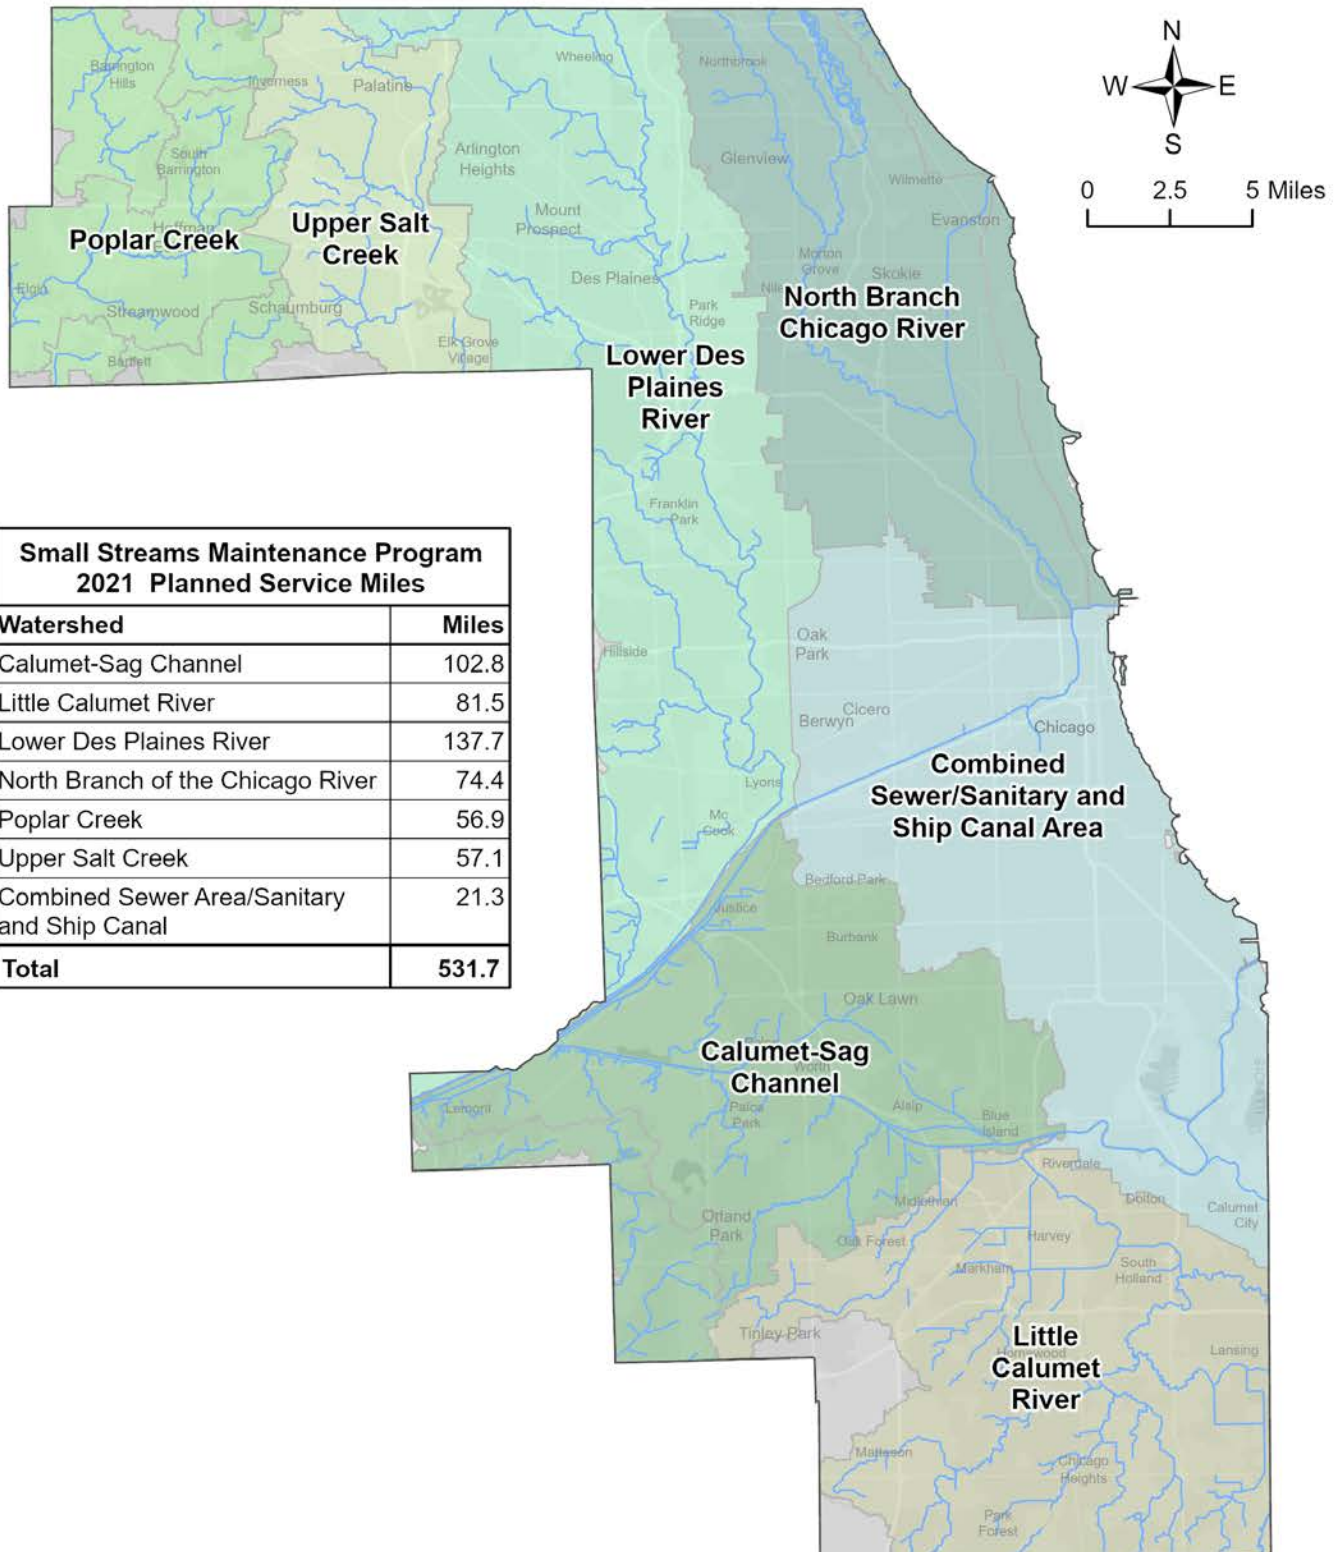 N
W E
S
0 2.5 5 Miles
Barrington
Hills
Inverness
Palatine
Wheeling
Northbrook
South
Barrington
Arlington
Heights
Glenview
Wilmette
Mount
Prospect
Evanston
Poplar Creek
Hoffman
Upper Salt
Creek
Des Plaines
Morton
Grove
Skokie
Elgin
Streamwood
Schaumburg
Park
Ridge
North Branch
Chicago River
Bartlett
Elk Grove
Village
Lower Des
Plaines
River
Franklin
Park
Small Streams Maintenance Program
2021 Planned Service Miles
Watershed Miles
Calumet-Sag Channel 102.8
Little Calumet River 81.5
Lower Des Plaines River 137.7
North Branch of the Chicago River 74.4
Poplar Creek 56.9
Upper Salt Creek 57.1
Combined Sewer Area/Sanitary
and Ship Canal 21.3
Total 531.7
Hillside
Oak
Park
Cicero
Berwyn
Chicago
Lyons
Mc
Cook
Combined
Sewer/Sanitary and
Ship Canal Area
Bedford Park
Justice
Burbank
Oak Lawn
Calumet-Sag
Channel
Worth
Lemont
Palos
Park
Alsip
Blue
Island
Riverdale
Midlothian
Dolton
Calumet
City
Orland
Park
Oak Forest
Harvey
Markham
South
Holland
Tinley Park
Little
Calumet
River
Homewood
Lansing
Matteson
Chicago
Heights
Park
Forest